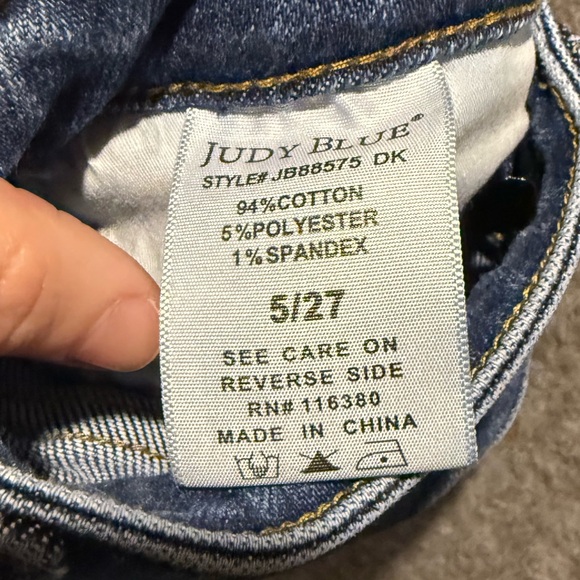 JUDY BLUE®
STYLE# JB88575 DK
94%COTTON
5%POLYESTER
1%SPANDEX
5/27
SEE CARE ON
REVERSE SIDE
RN# 116380
MADE IN CHINA